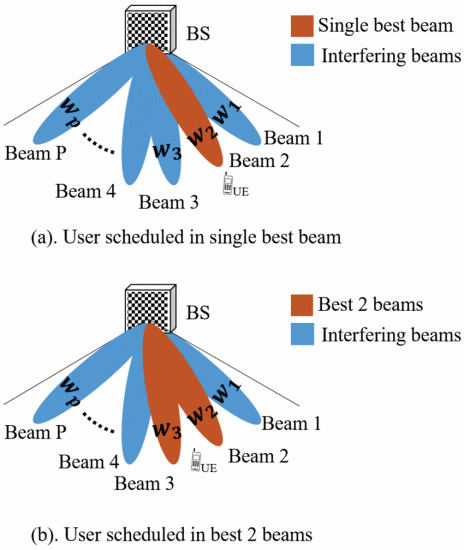 BS
Single best beam
Interfering beams
w_p
w_3
w_2
w_1
Beam P
Beam 4
Beam 3
Beam 2
Beam 1
UE
(a). User scheduled in single best beam
BS
Best 2 beams
Interfering beams
w_p
w_3
w_2
w_1
Beam P
Beam 4
Beam 3
Beam 2
Beam 1
UE
(b). User scheduled in best 2 beams